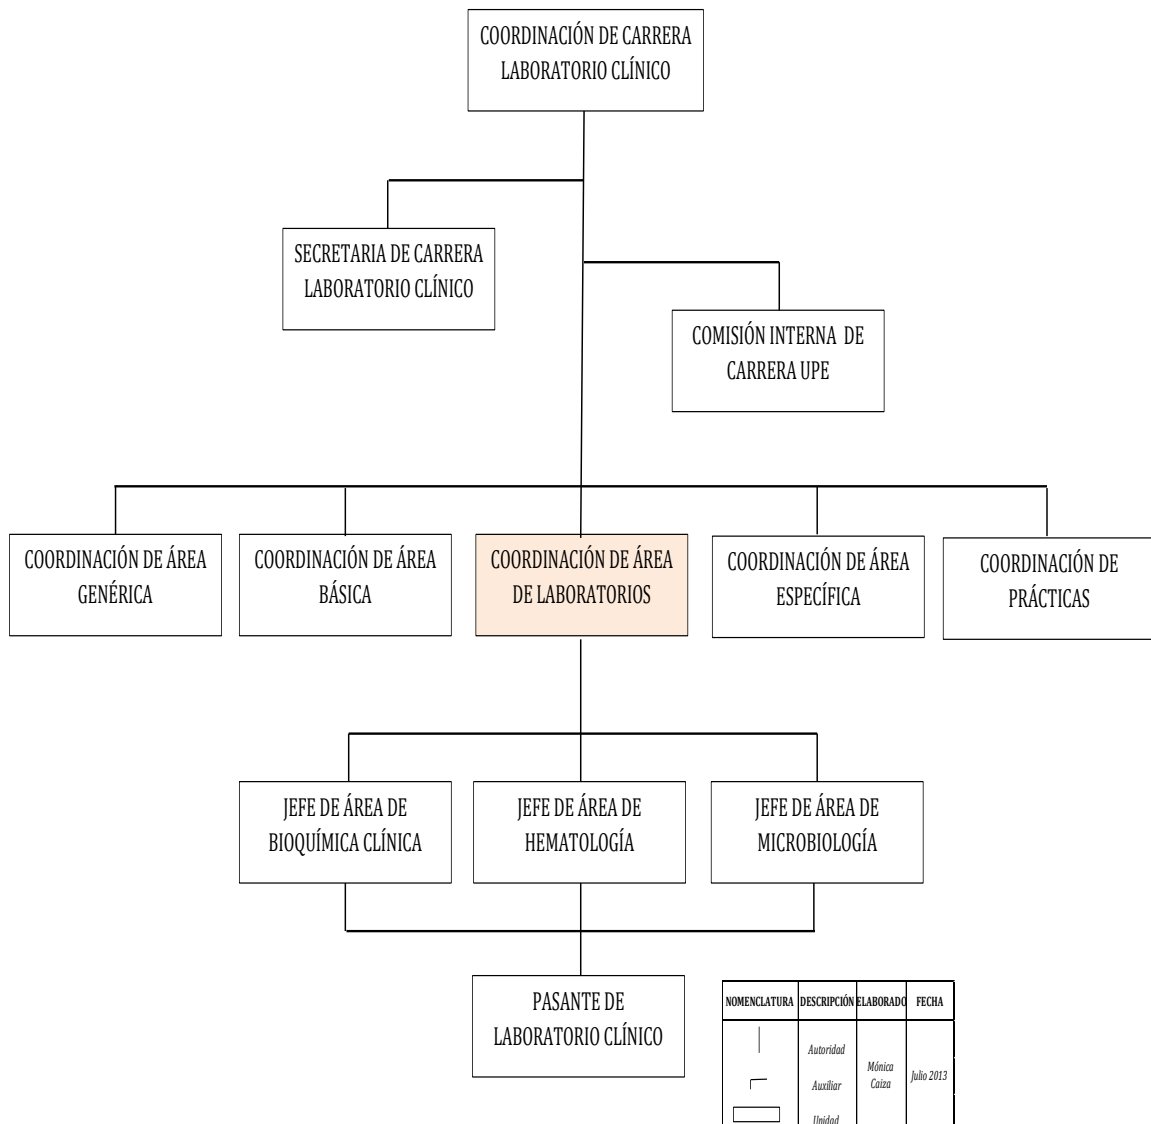 COORDINACIÓN DE CARRERA
LABORATORIO CLÍNICO
SECRETARIA DE CARRERA
LABORATORIO CLÍNICO
COMISIÓN INTERNA DE
CARRERA UPE
COORDINACIÓN DE ÁREA
GENÉRICA
COORDINACIÓN DE ÁREA
BÁSICA
COORDINACIÓN DE ÁREA
DE LABORATORIOS
COORDINACIÓN DE ÁREA
ESPECÍFICA
COORDINACIÓN DE
PRÁCTICAS
JEFE DE ÁREA DE
BIOQUÍMICA CLÍNICA
JEFE DE ÁREA DE
HEMATOLOGÍA
JEFE DE ÁREA DE
MICROBIOLOGÍA
PASANTE DE
LABORATORIO CLÍNICO
NOMENCLATURA DESCRIPCIÓN ELABORADO FECHA
Autoridad
Auxiliar
Unidad
Mónica
Caiza
Julio 2013